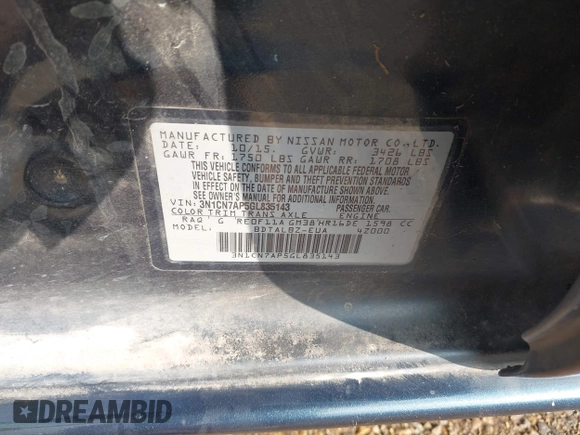 MANUFACTURED BY NISSAN MOTOR CO.,LTD.
DATE: 10/15. GVWR: 3426 LBS
GAWR FR: 1750 LBS GAWR RR: 1708 LBS
THIS VEHICLE CONFORMS TO ALL APPLICABLE FEDERAL MOTOR
VEHICLE SAFETY, BUMPER AND THEFT PREVENTION STANDARDS
IN EFFECT ON THE DATE OF MANUFACTURE SHOWN ABOVE.
SEE OWNER'S MANUAL FOR ADDITIONAL INFORMATION
VIN: 3N1CN7AP5GL835143 PASSENGER CAR.
COLOR TRIM TRANS AXLE ENGINE
RAQ G RE0F11A GM38 HR16DE 1598 CC
MODEL: BDTALBZ-EUA 42000
3N1CN7AP5GL835143
DREAMBID